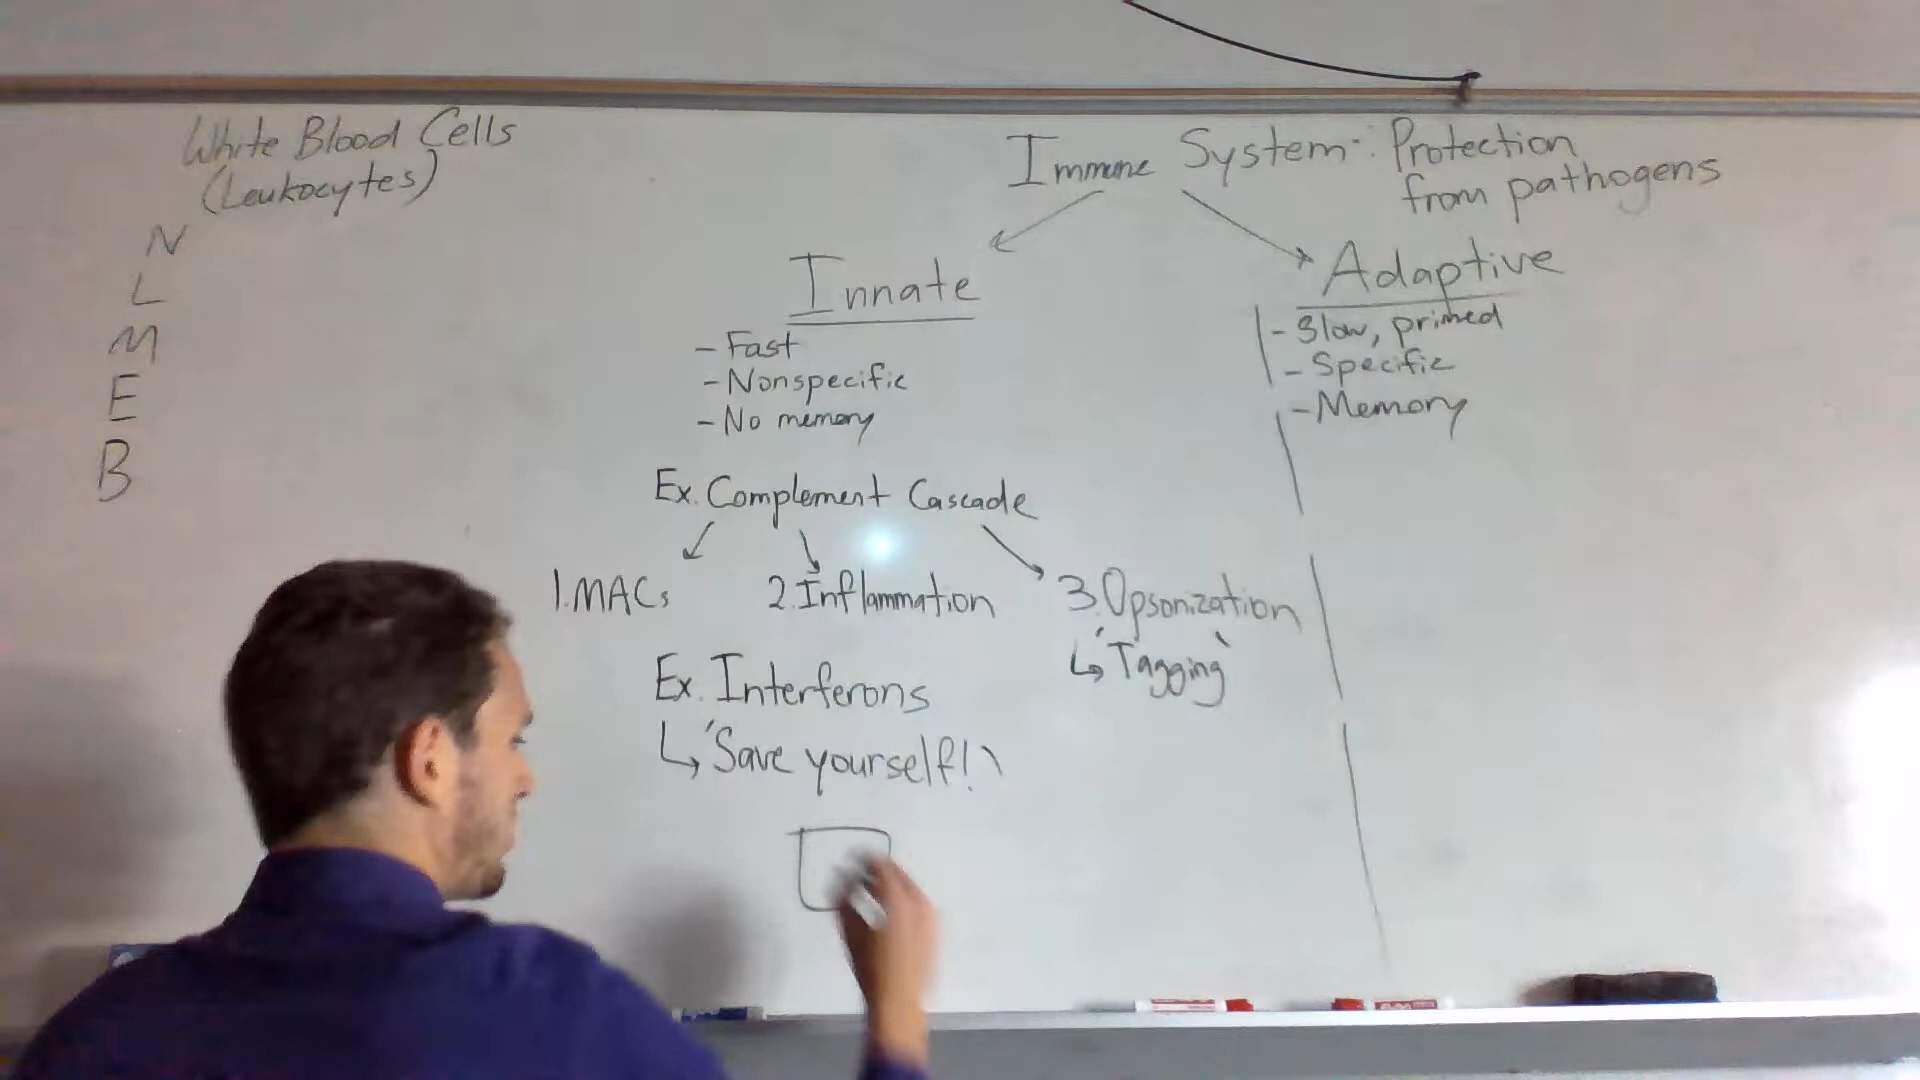 White Blood Cells
(Leukocytes)
N
L
M
E
B
Immune System: Protection
from pathogens
Innate
- Fast
- Nonspecific
- No memory
Adaptive
- Slow, primed
- Specific
- Memory
Ex. Complement Cascade
1. MACs
2. Inflammation
3. Opsonization
↳ 'Tagging'
Ex. Interferons
↳ 'Save yourself!'